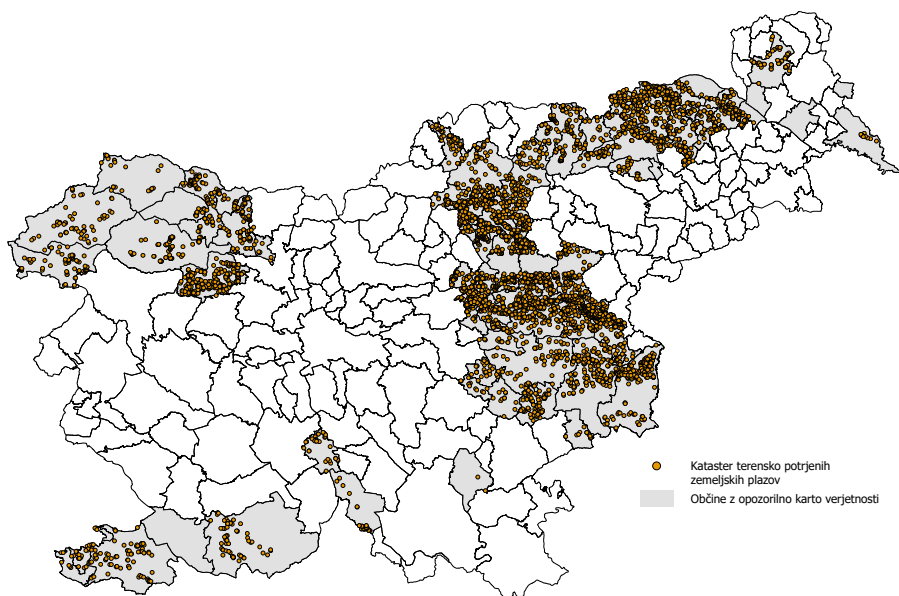 Kataster terensko potrjenih
zemeljskih plazov
Občine z opozorilno karto verjetnosti